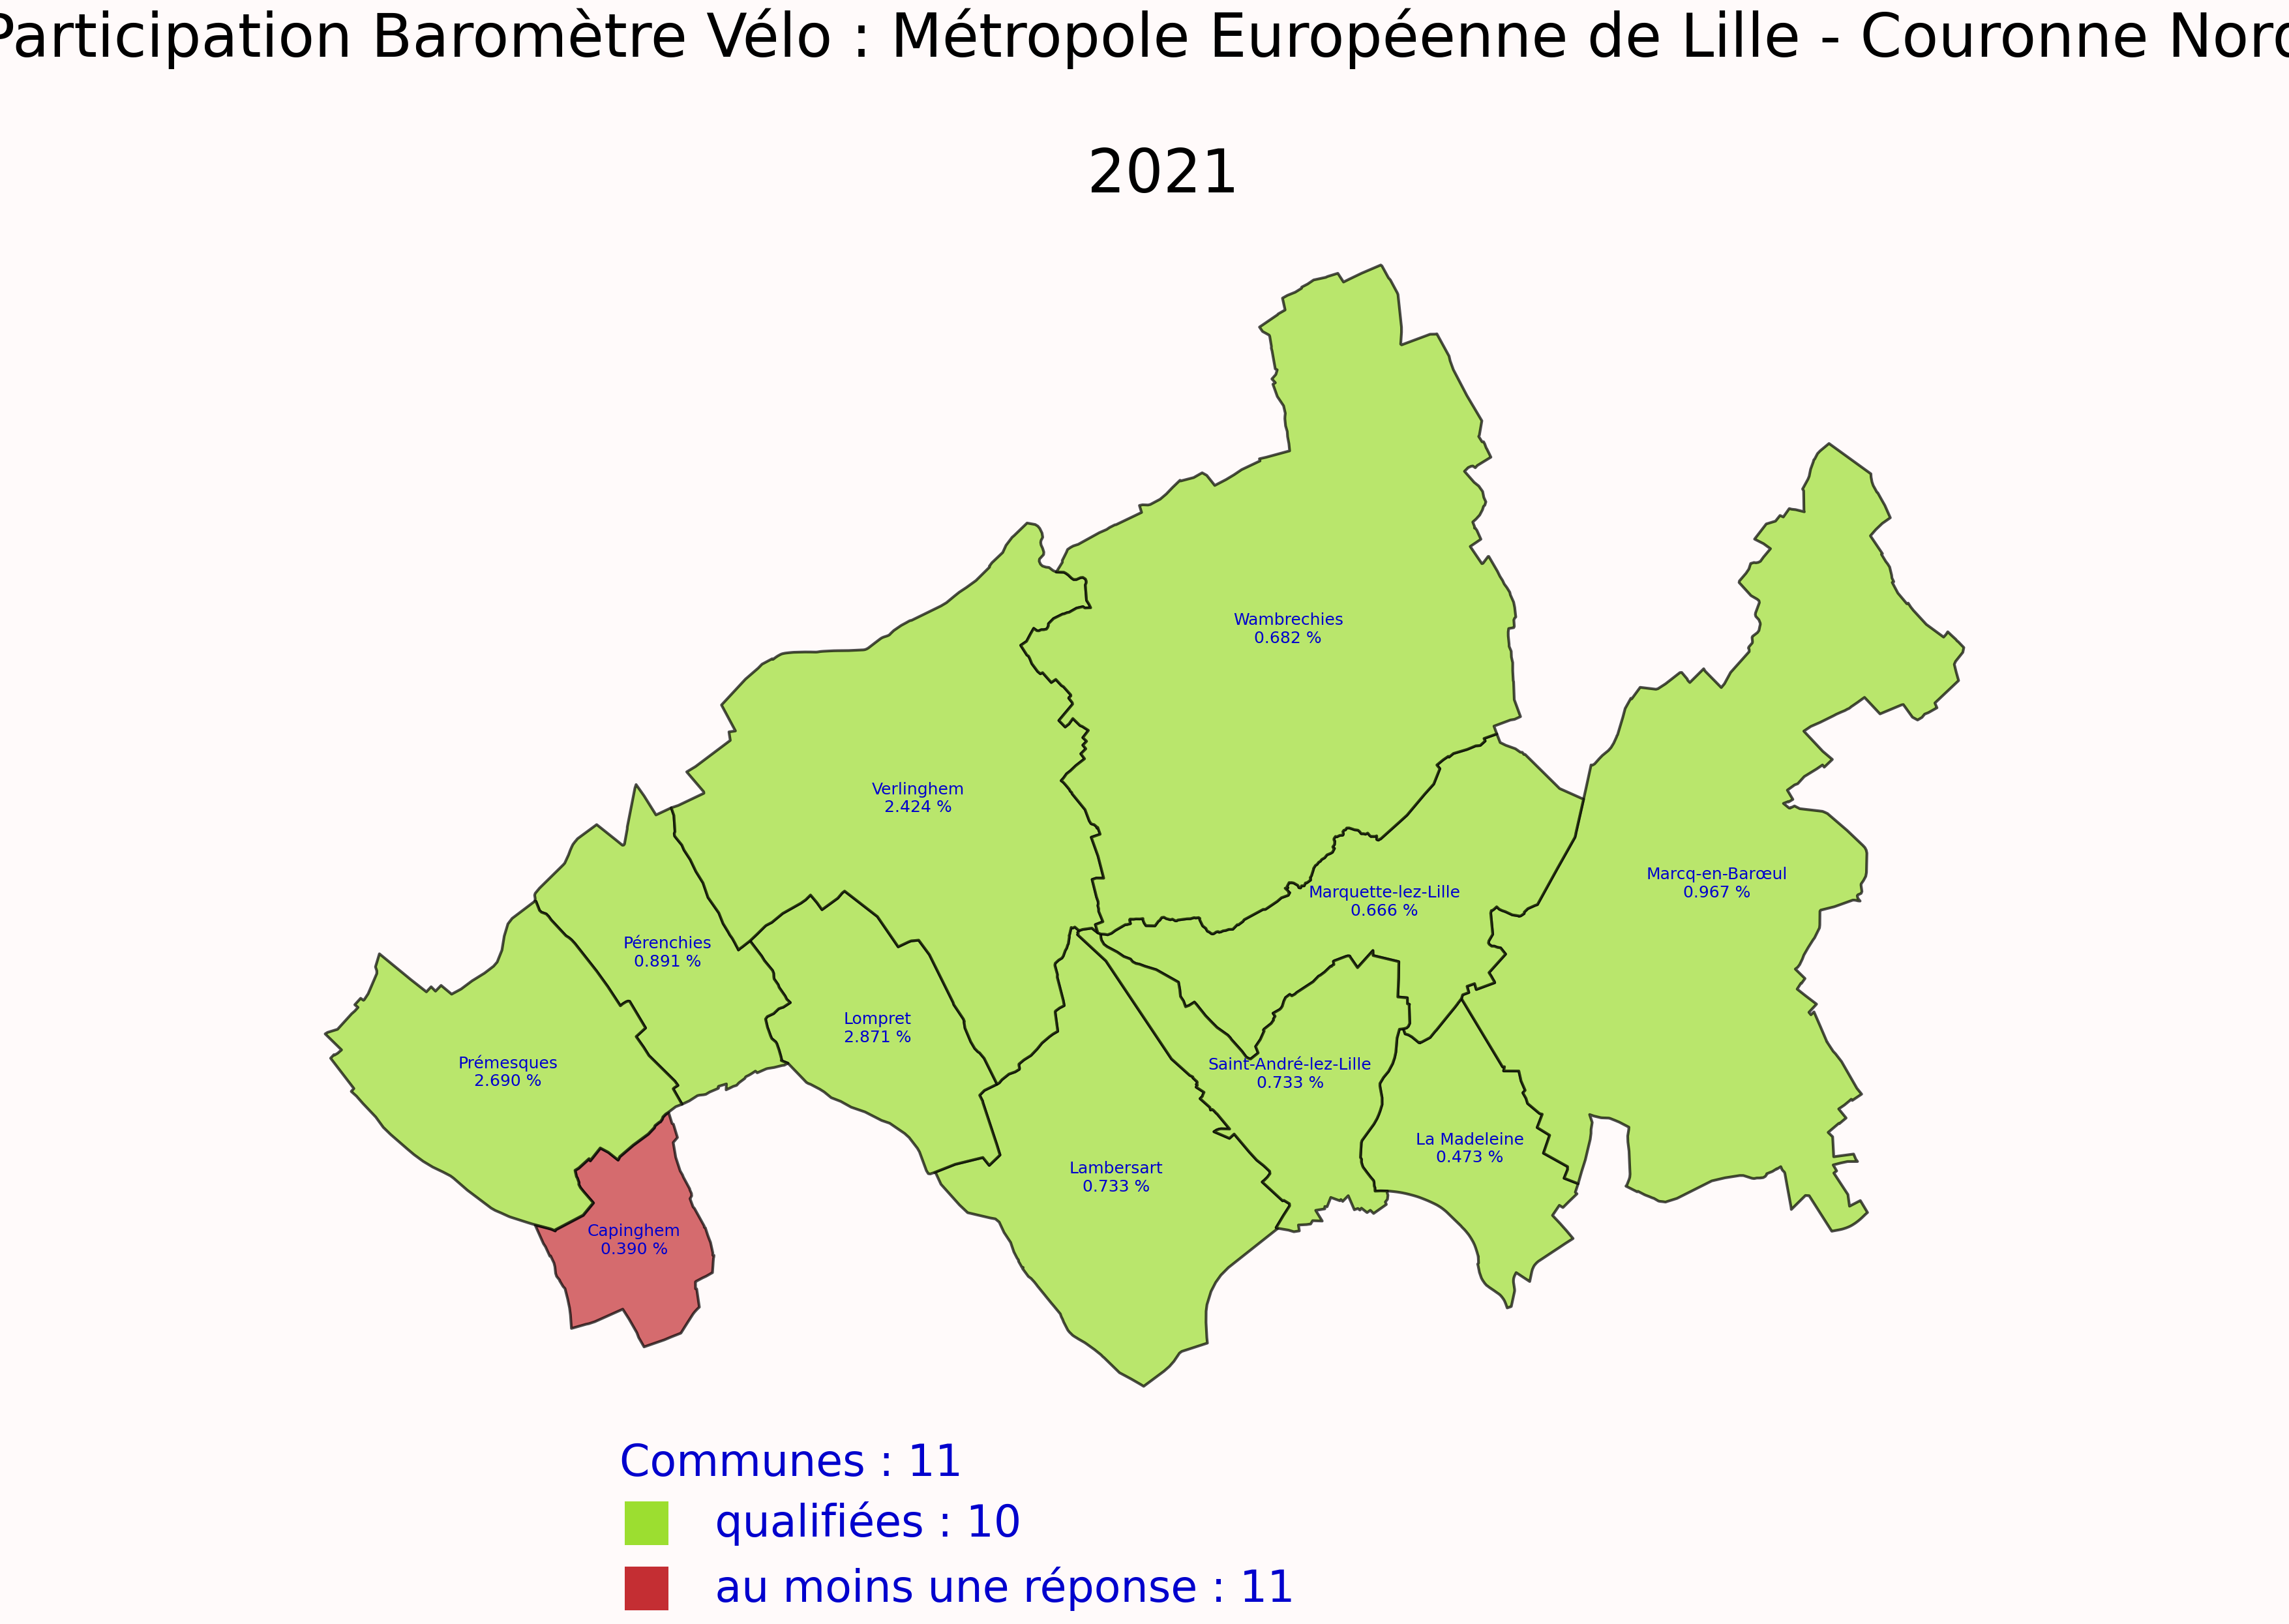 Participation Baromètre Vélo : Métropole Européenne de Lille - Couronne Nord
2021
Wambrechies
0.682 %
Verlinghem
2.424 %
Marcq-en-Barœul
0.967 %
Marquette-lez-Lille
0.666 %
Pérenchies
0.891 %
Lompret
2.871 %
Prémesques
2.690 %
Saint-André-lez-Lille
0.733 %
La Madeleine
0.473 %
Lambersart
0.733 %
Capinghem
0.390 %
Communes : 11
qualifiées : 10
au moins une réponse : 11